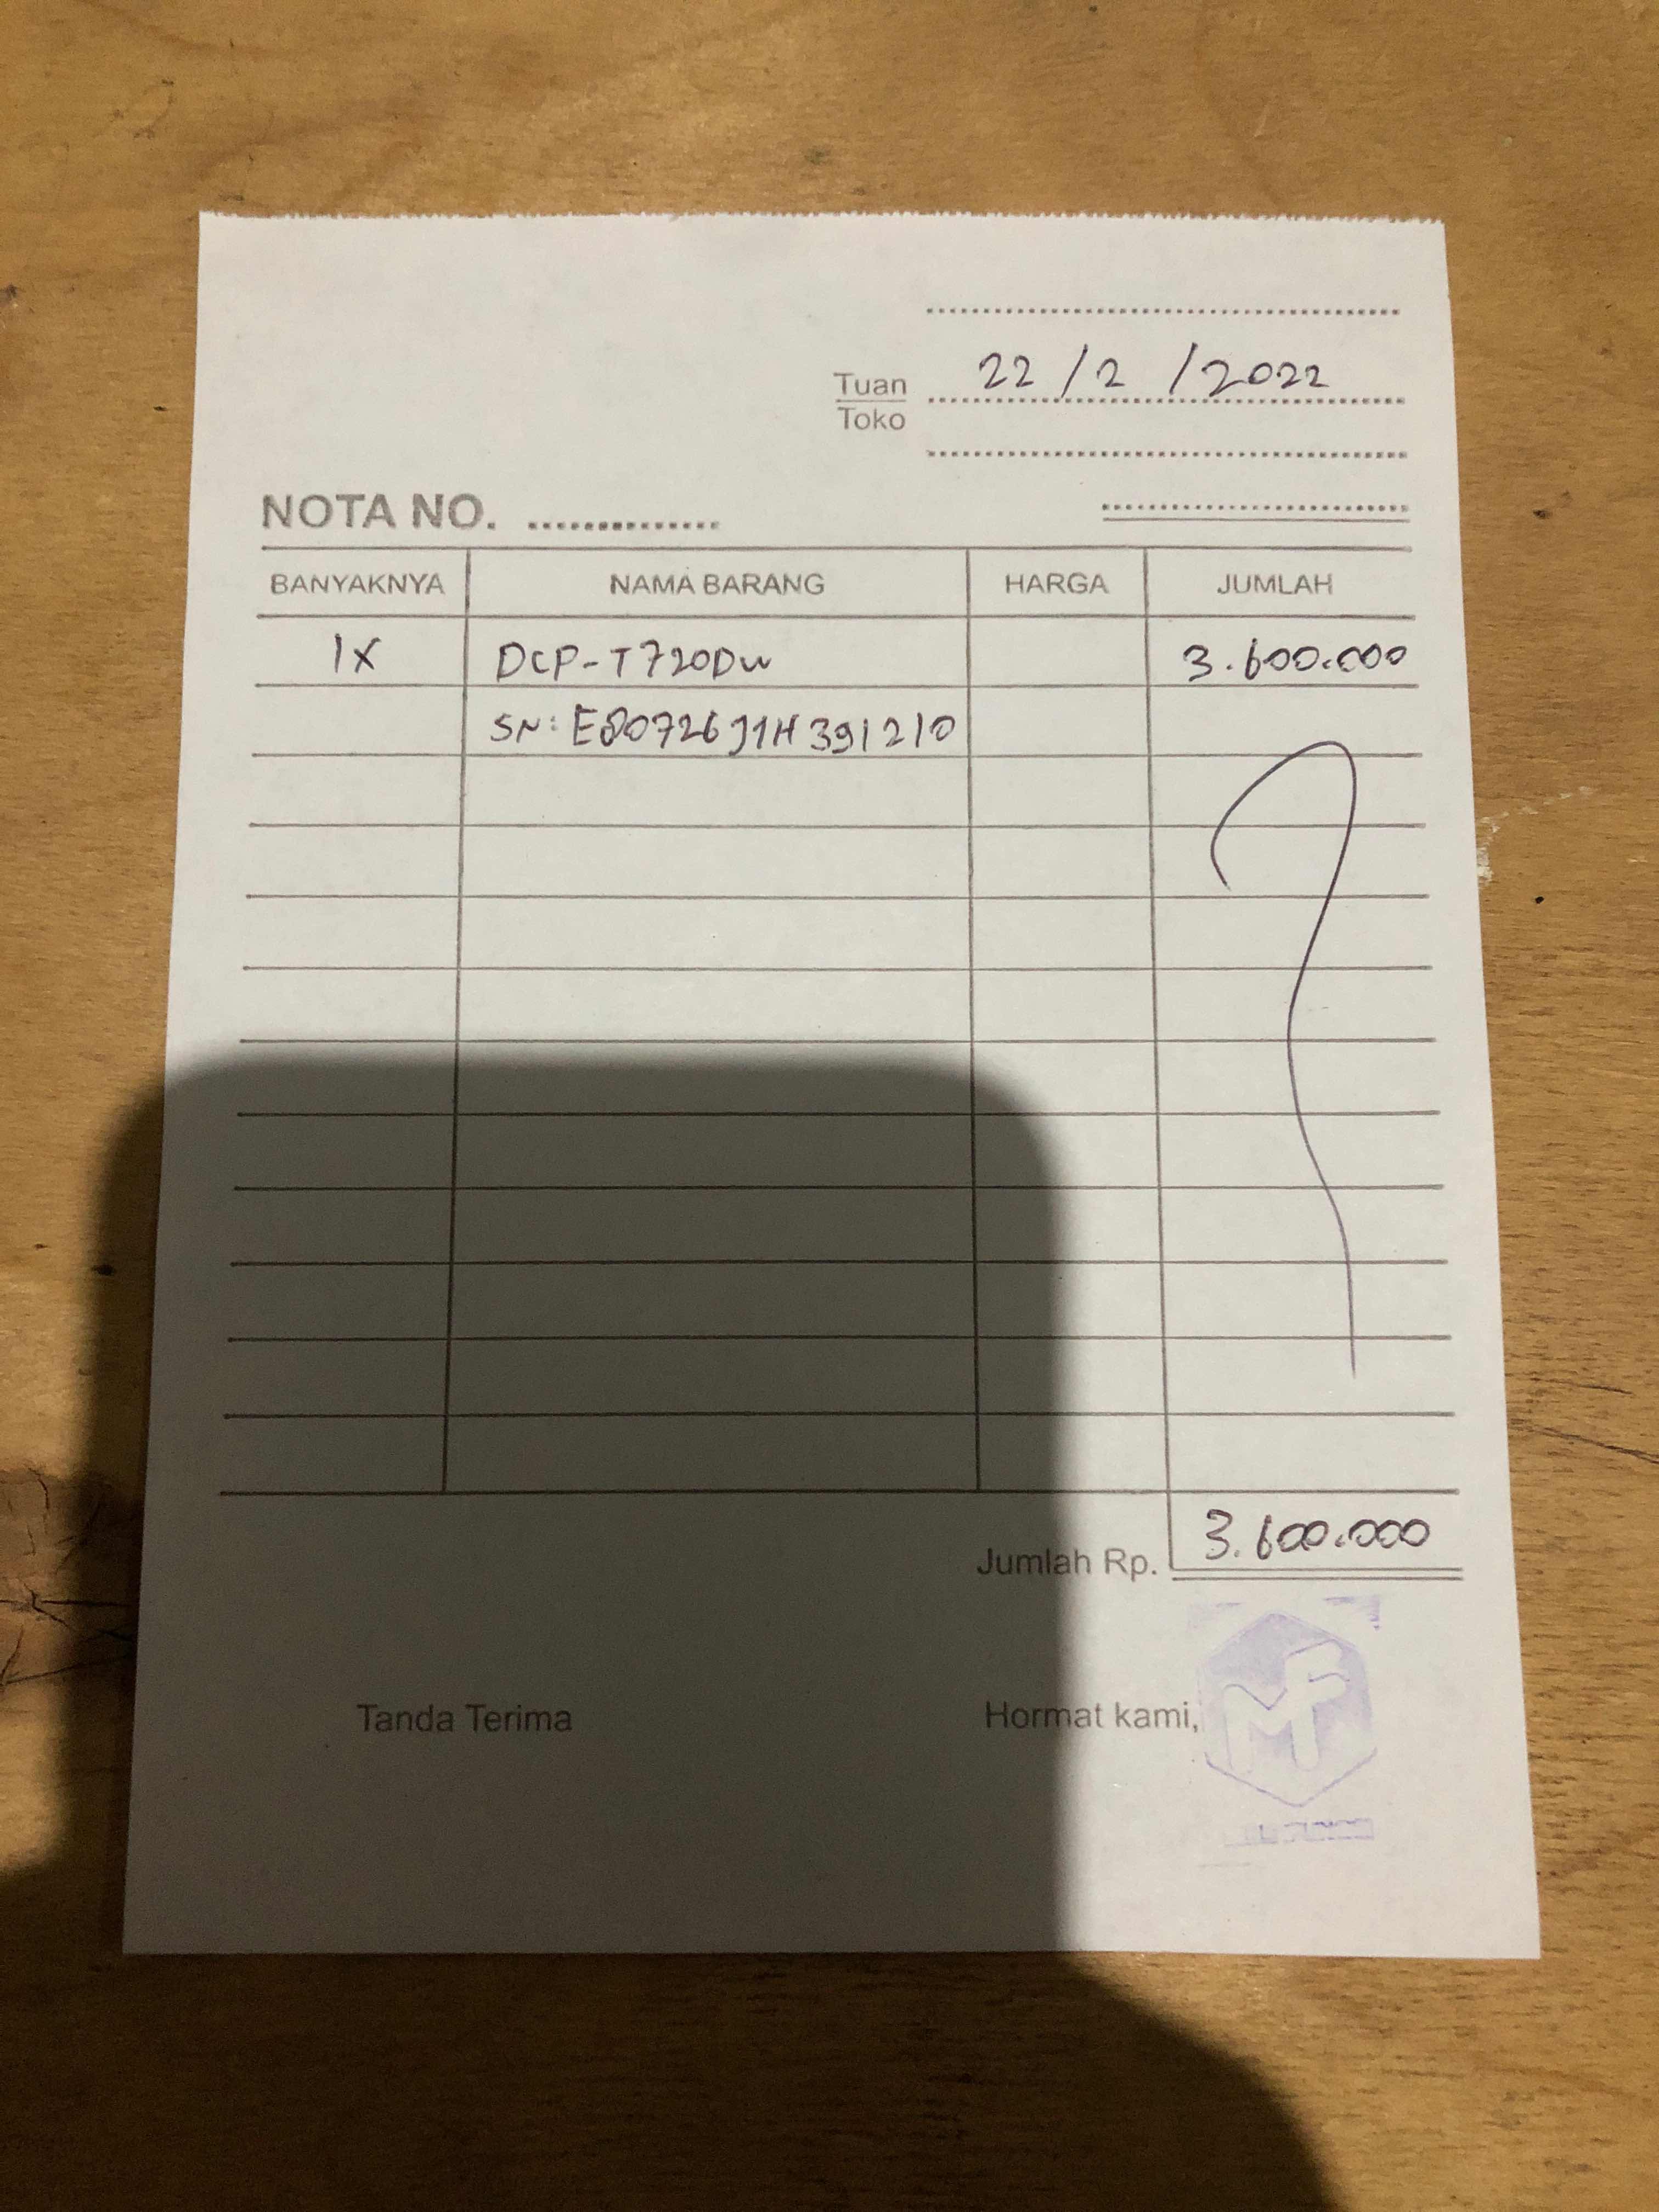 22/2/2022
Tuan
Toko
NOTA NO.
BANYAKNYA NAMA BARANG HARGA JUMLAH
1X DCP-T720DW 3.600.000
SN: E80726J1H391210
Jumlah Rp. 3.600.000
Tanda Terima Hormat kami,
MF